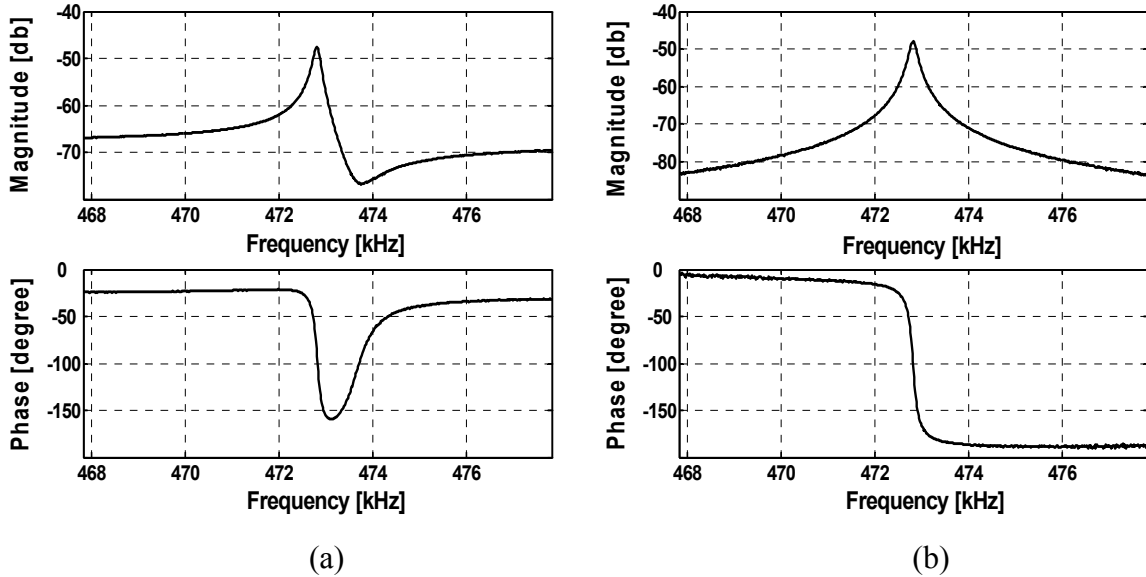 Magnitude [db]
-40
-50
-60
-70
468 470 472 474 476
Frequency [kHz]
Phase [degree]
0
-50
-100
-150
468 470 472 474 476
Frequency [kHz]
(a)
Magnitude [db]
-40
-50
-60
-70
-80
468 470 472 474 476
Frequency [kHz]
Phase [degree]
0
-50
-100
-150
468 470 472 474 476
Frequency [kHz]
(b)